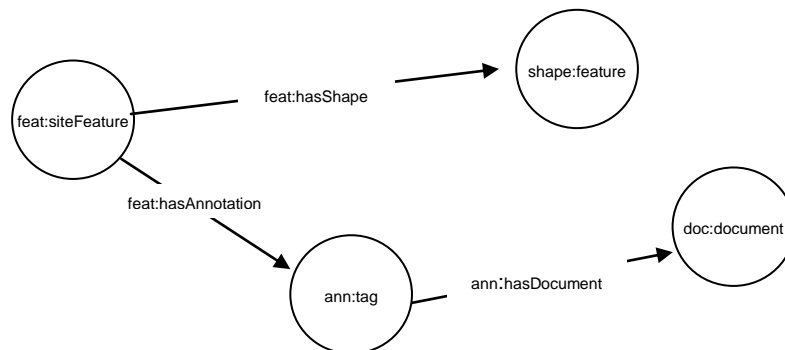 shape:feature
feat:hasShape
feat:siteFeature
feat:hasAnnotation
doc:document
ann:hasDocument
ann:tag